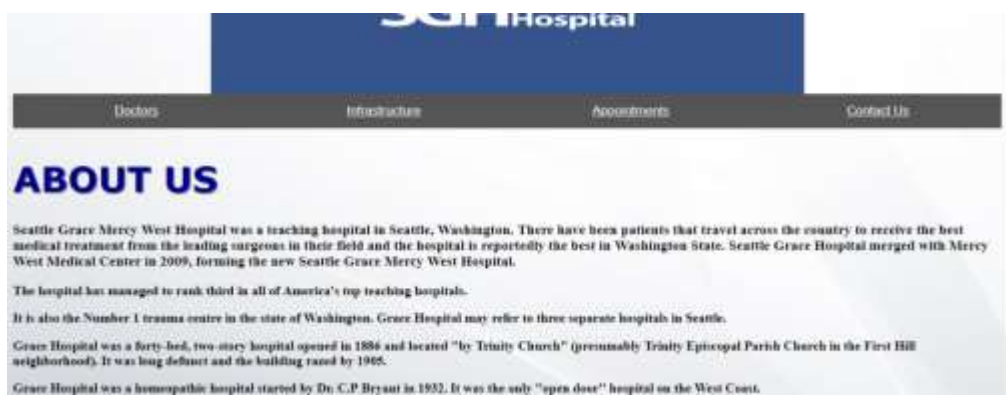 SGH Hospital
Doctors Infrastructure Appointments Contact Us
ABOUT US
Seattle Grace Mercy West Hospital was a teaching hospital in Seattle, Washington. There have been patients that travel across the country to receive the best
medical treatment from the leading surgeons in their field and the hospital is reportedly the best in Washington State. Seattle Grace Hospital merged with Mercy
West Medical Center in 2009, forming the new Seattle Grace Mercy West Hospital.
The hospital has managed to rank third in all of America's top teaching hospitals.
It is also the Number 1 trauma centre in the state of Washington. Grace Hospital may refer to three separate hospitals in Seattle.
Grace Hospital was a forty-bed, two-story hospital opened in 1886 and located "by Trinity Church" (presumably Trinity Episcopal Parish Church in the First Hill
neighborhood). It was long defunct and the building razed by 1905.
Grace Hospital was a homeopathic hospital started by Dr. C.P Bryant in 1932. It was the only "open door" hospital on the West Coast.